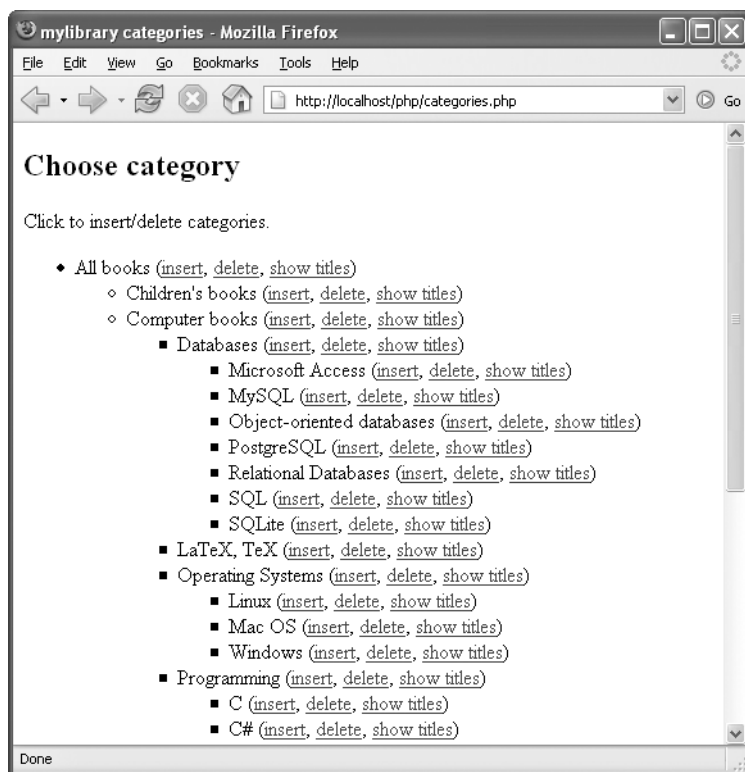 mylibrary categories - Mozilla Firefox
File Edit View Go Bookmarks Tools Help
http://localhost/php/categories.php Go
Choose category
Click to insert/delete categories.
All books (insert, delete, show titles)
Children's books (insert, delete, show titles)
Computer books (insert, delete, show titles)
Databases (insert, delete, show titles)
Microsoft Access (insert, delete, show titles)
MySQL (insert, delete, show titles)
Object-oriented databases (insert, delete, show titles)
PostgreSQL (insert, delete, show titles)
Relational Databases (insert, delete, show titles)
SQL (insert, delete, show titles)
SQLite (insert, delete, show titles)
LaTeX, TeX (insert, delete, show titles)
Operating Systems (insert, delete, show titles)
Linux (insert, delete, show titles)
Mac OS (insert, delete, show titles)
Windows (insert, delete, show titles)
Programming (insert, delete, show titles)
C (insert, delete, show titles)
C# (insert, delete, show titles)
Done